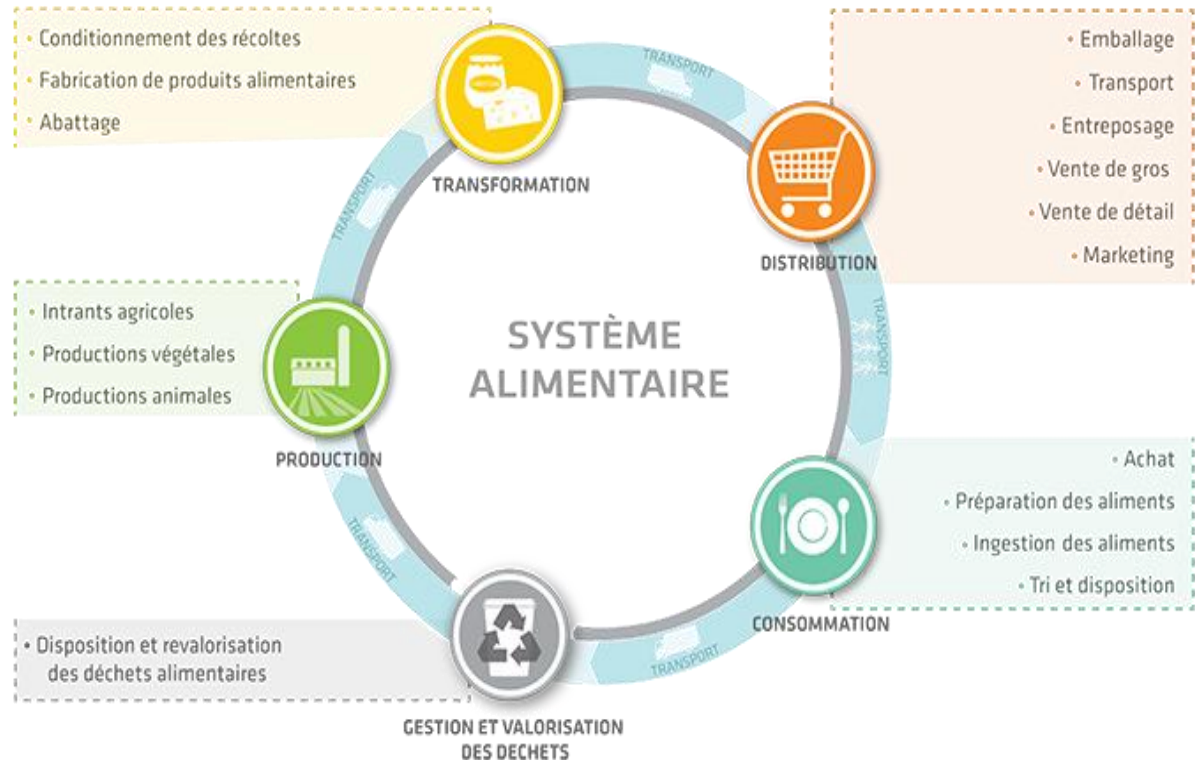 • Conditionnement des récoltes
• Fabrication de produits alimentaires
• Abattage
TRANSFORMATION
TRANSPORT
• Emballage
• Transport
• Entreposage
• Vente de gros
• Vente de détail
• Marketing
DISTRIBUTION
TRANSPORT
TRANSPORT
• Intrants agricoles
• Productions végétales
• Productions animales
PRODUCTION
SYSTÈME
ALIMENTAIRE
• Achat
• Préparation des aliments
• Ingestion des aliments
• Tri et disposition
CONSOMMATION
TRANSPORT
TRANSPORT
• Disposition et revalorisation
des déchets alimentaires
GESTION ET VALORISATION
DES DECHETS